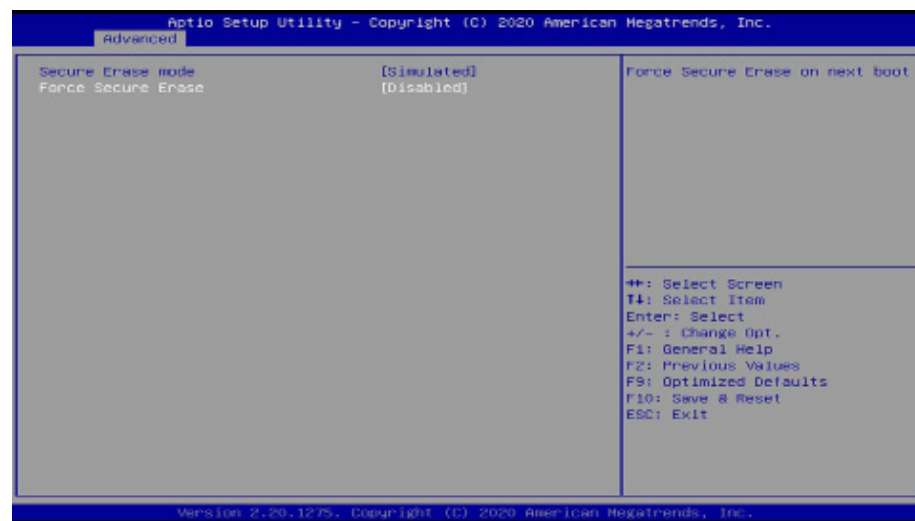 Aptio Setup Utility – Copyright (C) 2020 American Megatrends, Inc.
Advanced
Secure Erase mode [Simulated]
Force Secure Erase [Disabled]
Force Secure Erase on next boot
→←: Select Screen
↑↓: Select Item
Enter: Select
+/- : Change Opt.
F1: General Help
F2: Previous Values
F9: Optimized Defaults
F10: Save & Reset
ESC: Exit
Version 2.20.1275. Copyright (C) 2020 American Megatrends, Inc.